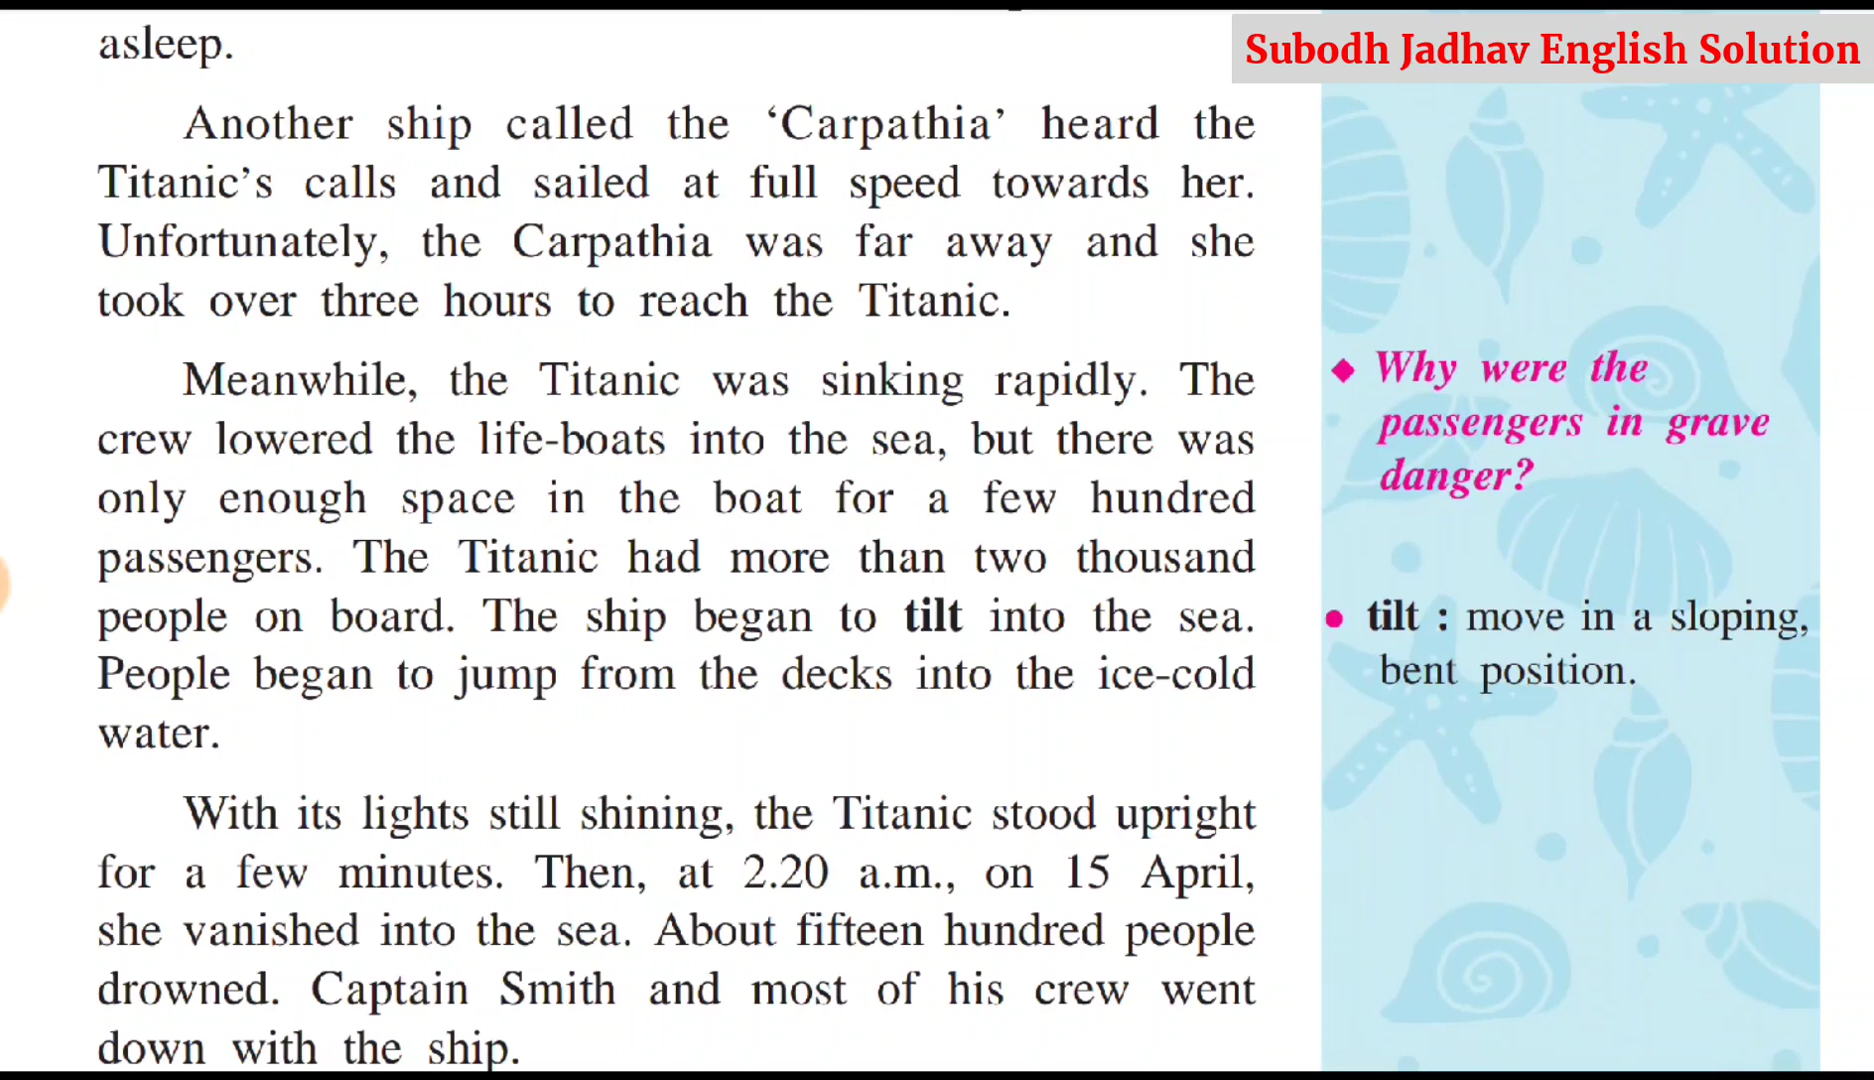 asleep.
Subodh Jadhav English Solution
Another ship called the ‘Carpathia’ heard the
Titanic’s calls and sailed at full speed towards her.
Unfortunately, the Carpathia was far away and she
took over three hours to reach the Titanic.
Meanwhile, the Titanic was sinking rapidly. The
crew lowered the life-boats into the sea, but there was
only enough space in the boat for a few hundred
passengers. The Titanic had more than two thousand
people on board. The ship began to tilt into the sea.
People began to jump from the decks into the ice-cold
water.
With its lights still shining, the Titanic stood upright
for a few minutes. Then, at 2.20 a.m., on 15 April,
she vanished into the sea. About fifteen hundred people
drowned. Captain Smith and most of his crew went
down with the ship.
◆ Why were the
passengers in grave
danger?
● tilt : move in a sloping,
bent position.